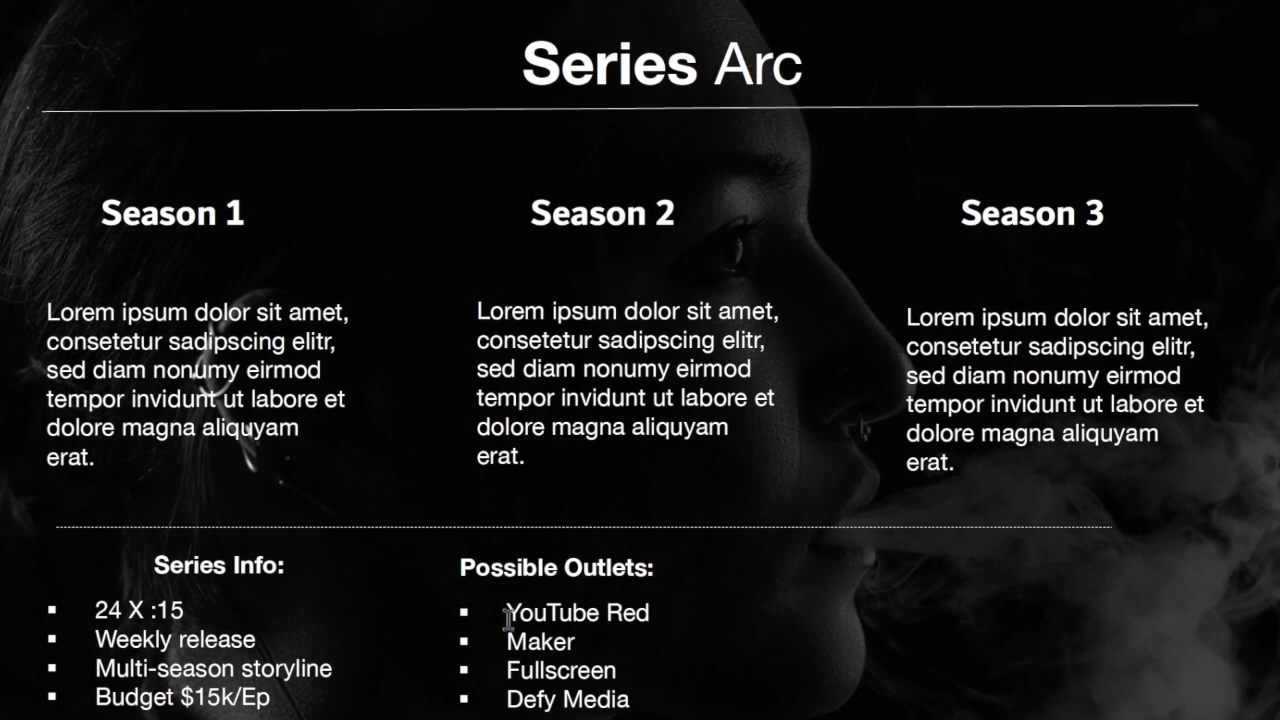 Series Arc
Season 1
Lorem ipsum dolor sit amet,
consetetur sadipscing elitr,
sed diam nonumy eirmod
tempor invidunt ut labore et
dolore magna aliquyam
erat.
Season 2
Lorem ipsum dolor sit amet,
consetetur sadipscing elitr,
sed diam nonumy eirmod
tempor invidunt ut labore et
dolore magna aliquyam
erat.
Season 3
Lorem ipsum dolor sit amet,
consetetur sadipscing elitr,
sed diam nonumy eirmod
tempor invidunt ut labore et
dolore magna aliquyam
erat.
Series Info:
▪ 24 X :15
▪ Weekly release
▪ Multi-season storyline
▪ Budget $15k/Ep
Possible Outlets:
▪ YouTube Red
▪ Maker
▪ Fullscreen
▪ Defy Media